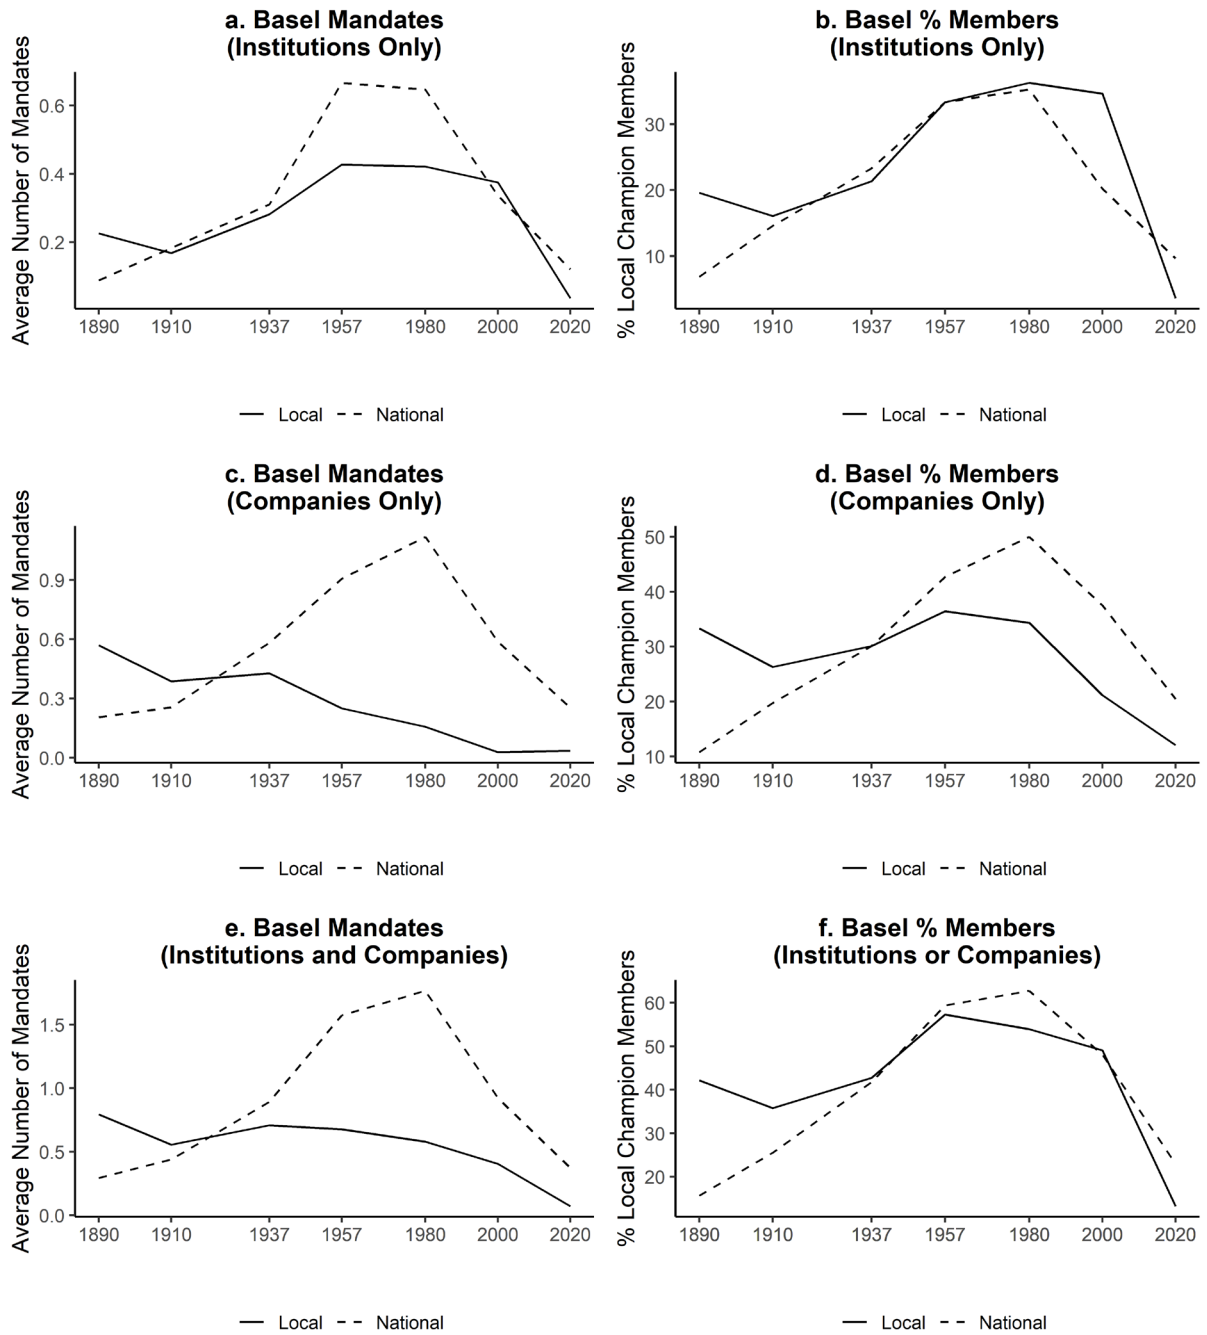 a. Basel Mandates
(Institutions Only)
Average Number of Mandates
0.6
0.4
0.2
1890 1910 1937 1957 1980 2000 2020
Local National
b. Basel % Members
(Institutions Only)
% Local Champion Members
30
20
10
1890 1910 1937 1957 1980 2000 2020
Local National
c. Basel Mandates
(Companies Only)
Average Number of Mandates
0.9
0.6
0.3
0.0
1890 1910 1937 1957 1980 2000 2020
Local National
d. Basel % Members
(Companies Only)
% Local Champion Members
50
40
30
20
10
1890 1910 1937 1957 1980 2000 2020
Local National
e. Basel Mandates
(Institutions and Companies)
Average Number of Mandates
1.5
1.0
0.5
0.0
1890 1910 1937 1957 1980 2000 2020
Local National
f. Basel % Members
(Institutions or Companies)
% Local Champion Members
60
50
40
30
20
1890 1910 1937 1957 1980 2000 2020
Local National